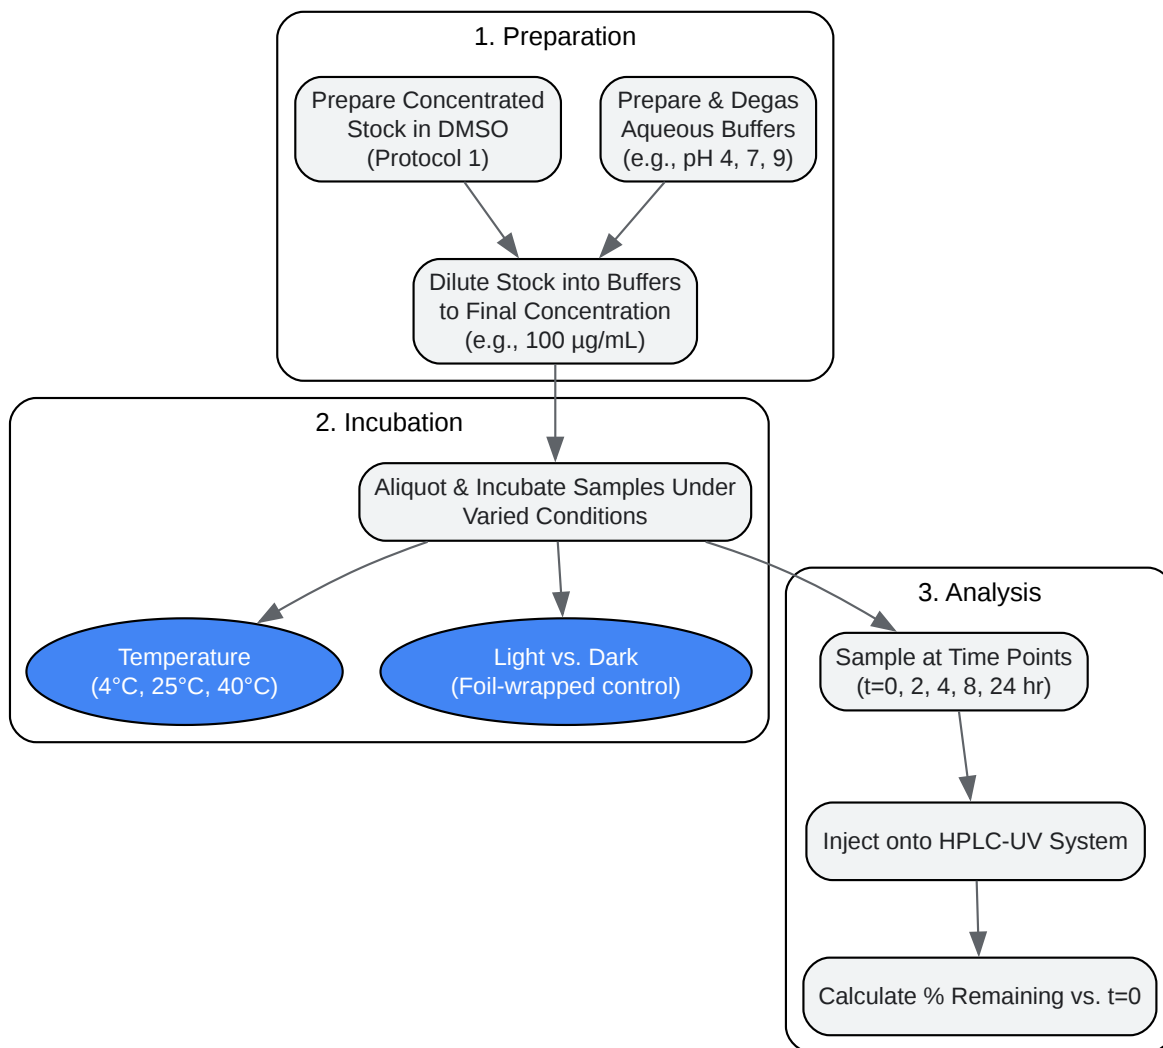 1. Preparation
Prepare Concentrated
Stock in DMSO
(Protocol 1)
Prepare & Degas
Aqueous Buffers
(e.g., pH 4, 7, 9)
Dilute Stock into Buffers
to Final Concentration
(e.g., 100 µg/mL)
2. Incubation
Aliquot & Incubate Samples Under
Varied Conditions
Temperature
(4°C, 25°C, 40°C)
Light vs. Dark
(Foil-wrapped control)
3. Analysis
Sample at Time Points
(t=0, 2, 4, 8, 24 hr)
Inject onto HPLC-UV System
Calculate % Remaining vs. t=0